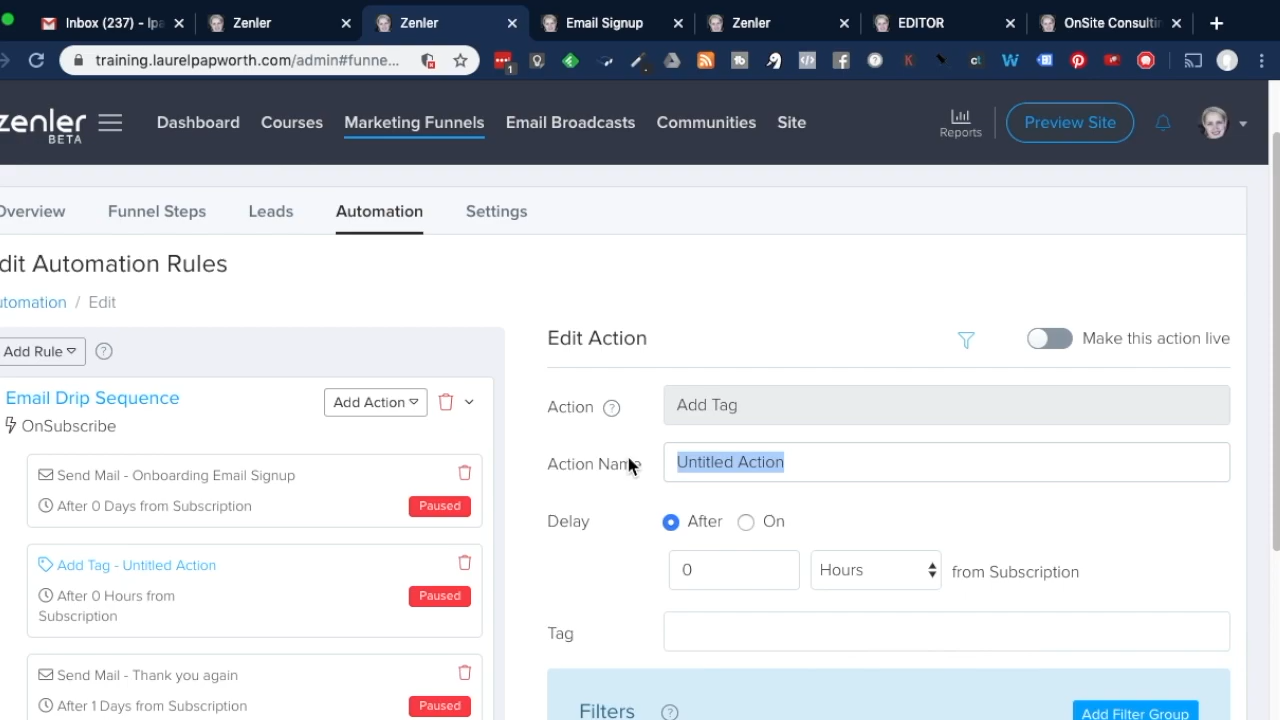 Inbox (237) - lpa
Zenler
Zenler
Email Signup
Zenler
EDITOR
OnSite Consultin
training.laurelpapworth.com/admin#funne...
zenler
BETA
Dashboard
Courses
Marketing Funnels
Email Broadcasts
Communities
Site
Reports
Preview Site
Overview
Funnel Steps
Leads
Automation
Settings
dit Automation Rules
utomation / Edit
Add Rule
Email Drip Sequence
Add Action
OnSubscribe
Send Mail - Onboarding Email Signup
After 0 Days from Subscription
Paused
Add Tag - Untitled Action
After 0 Hours from
Subscription
Paused
Send Mail - Thank you again
After 1 Days from Subscription
Paused
Edit Action
Make this action live
Action
Add Tag
Action Name
Untitled Action
Delay
After
On
0
Hours
from Subscription
Tag
Filters
Add Filter Group